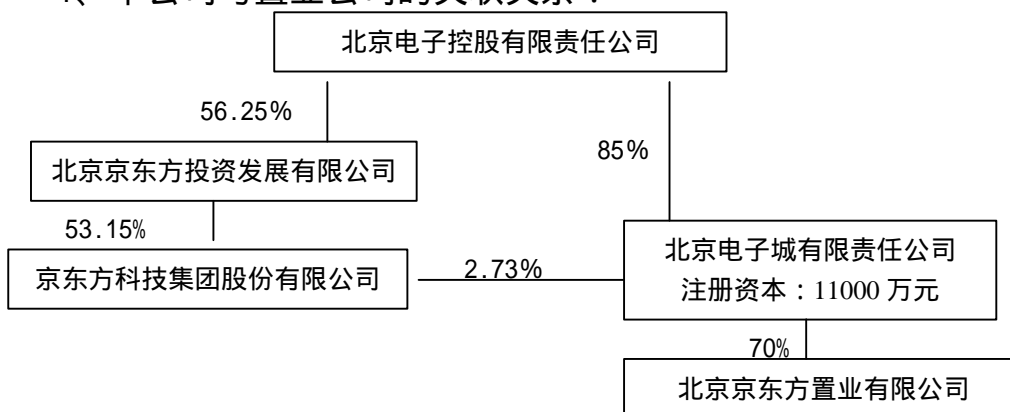 北京电子控股有限责任公司
56.25%
85%
北京京东方投资发展有限公司
53.15%
京东方科技集团股份有限公司
2.73%
北京电子城有限责任公司
注册资本：11000 万元
70%
北京京东方置业有限公司